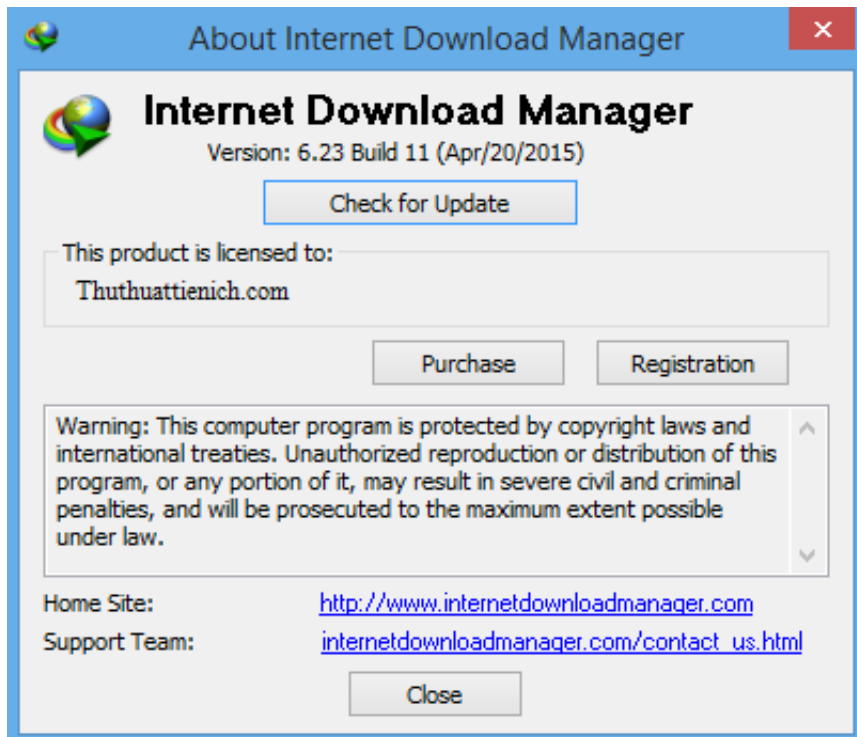 About Internet Download Manager
Internet Download Manager
Version: 6.23 Build 11 (Apr/20/2015)
Check for Update
This product is licensed to:
Thuthuattienich.com
Purchase
Registration
Warning: This computer program is protected by copyright laws and
international treaties. Unauthorized reproduction or distribution of this
program, or any portion of it, may result in severe civil and criminal
penalties, and will be prosecuted to the maximum extent possible
under law.
Home Site: http://www.internetdownloadmanager.com
Support Team: internetdownloadmanager.com/contact_us.html
Close